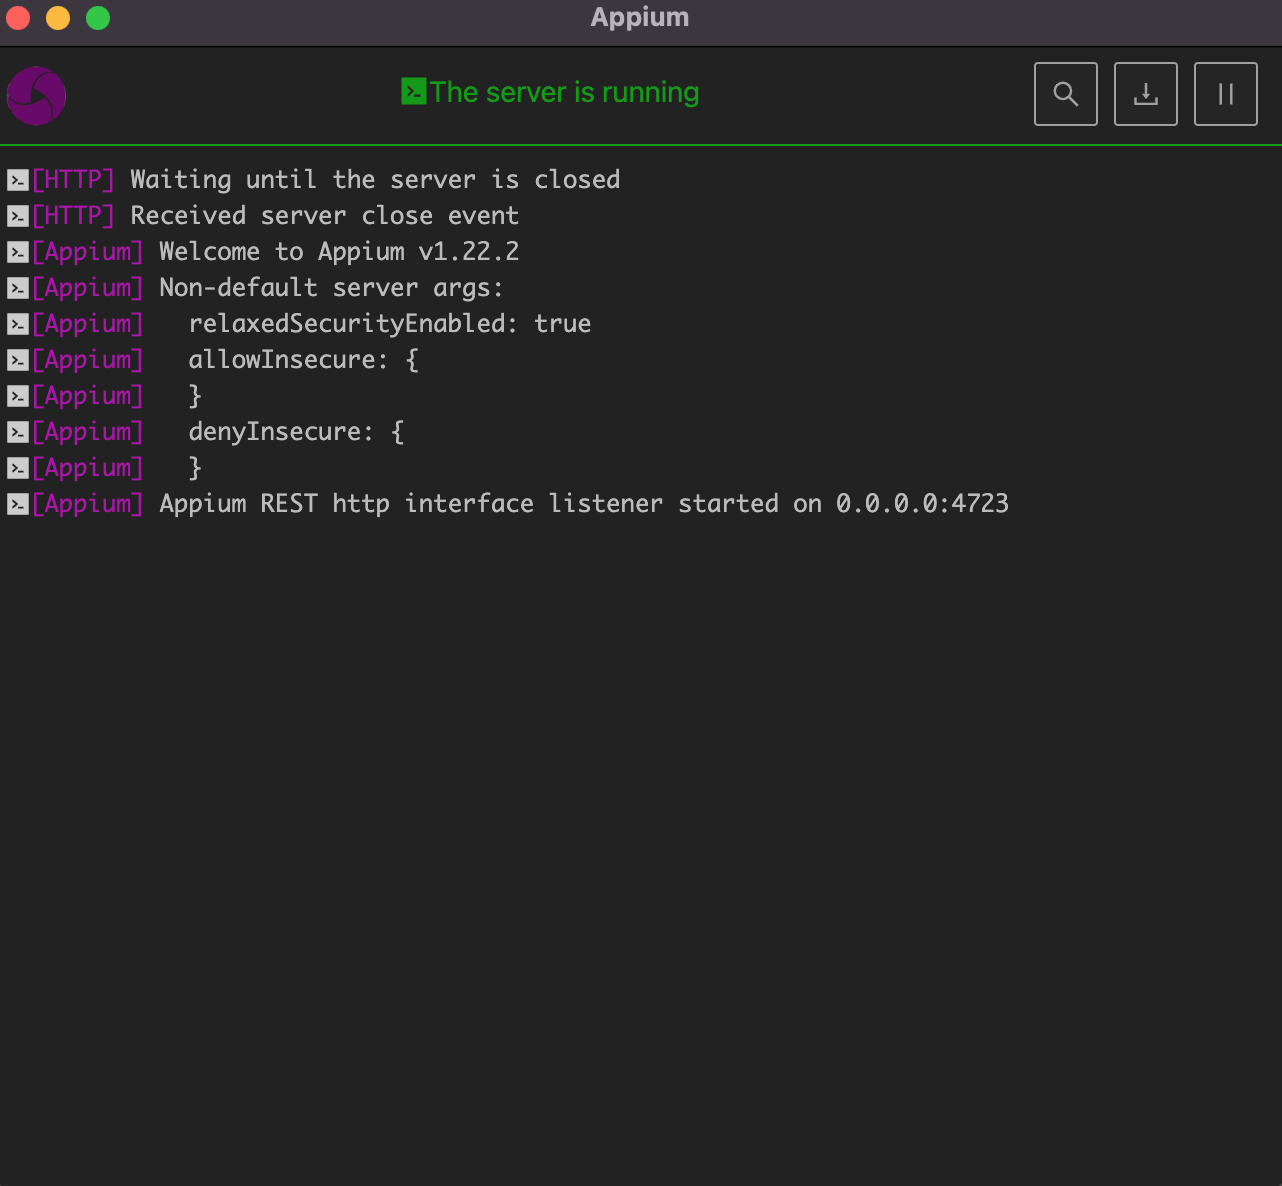 Appium
The server is running
[HTTP] Waiting until the server is closed
[HTTP] Received server close event
[Appium] Welcome to Appium v1.22.2
[Appium] Non-default server args:
[Appium]   relaxedSecurityEnabled: true
[Appium]   allowInsecure: {
[Appium]   }
[Appium]   denyInsecure: {
[Appium]   }
[Appium] Appium REST http interface listener started on 0.0.0.0:4723